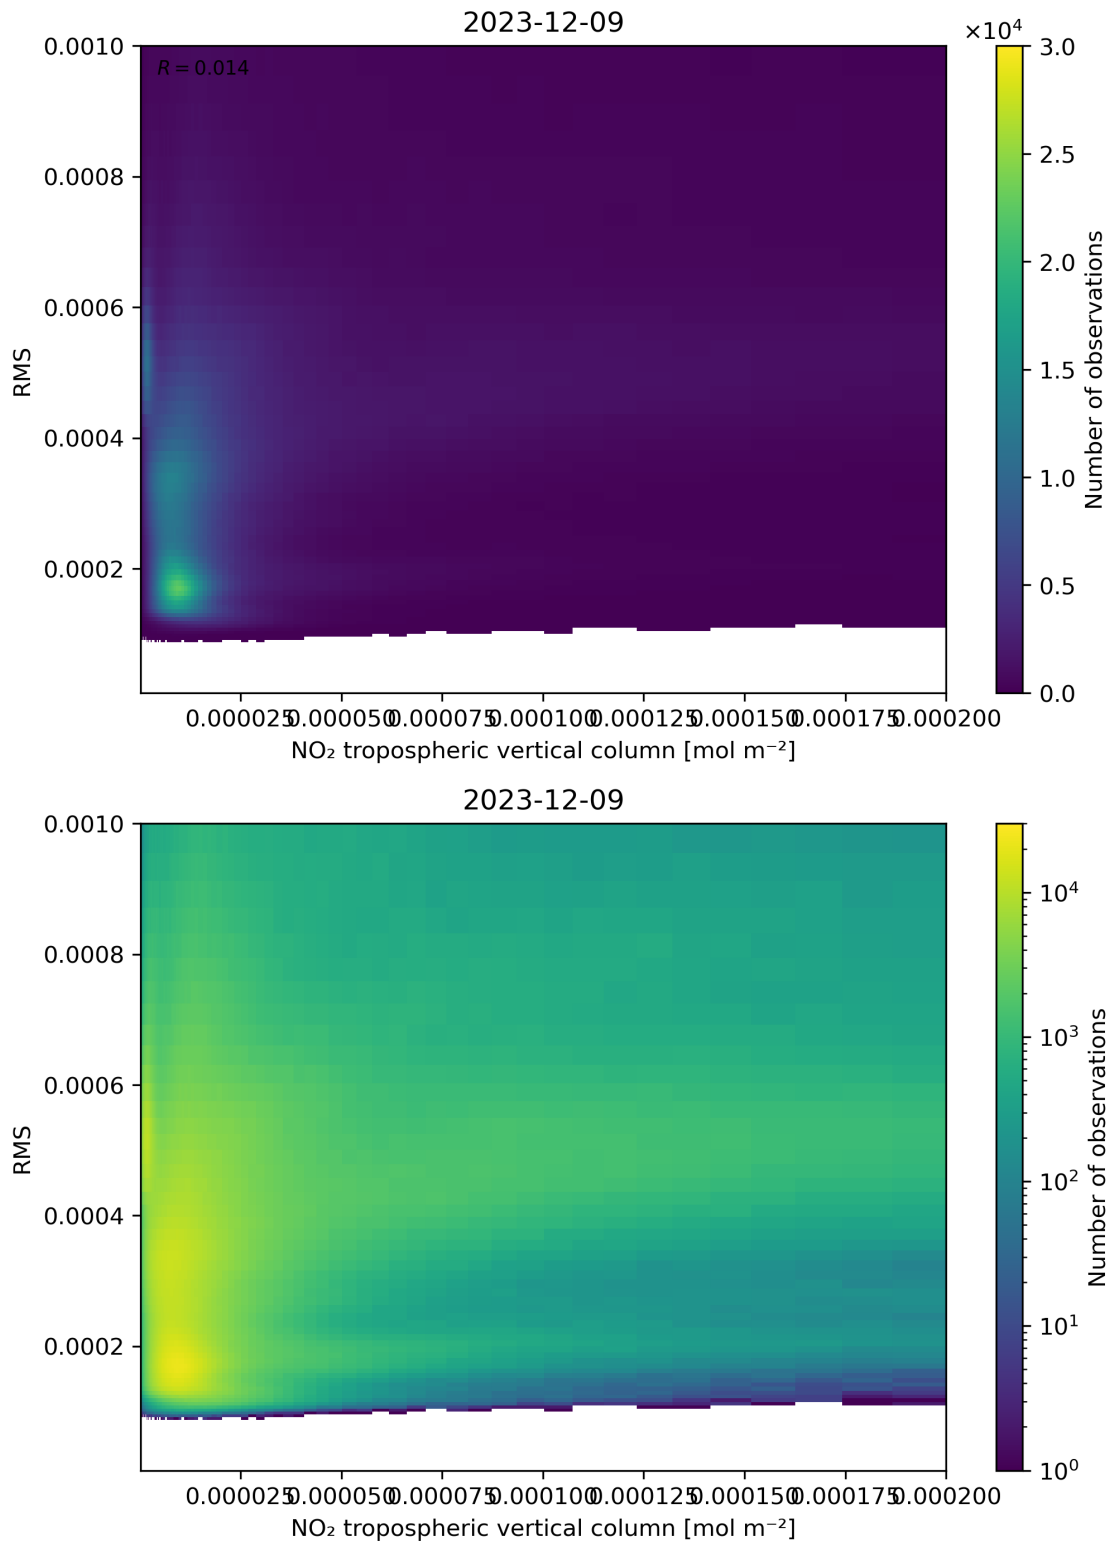 2023-12-09
×10⁴
R = 0.014
0.0010
0.0008
0.0006
0.0004
0.0002
RMS
3.0
2.5
2.0
1.5
1.0
0.5
0.0
Number of observations
0.000025 0.000050 0.000075 0.000100 0.000125 0.000150 0.000175 0.000200
NO₂ tropospheric vertical column [mol m⁻²]
2023-12-09
0.0010
0.0008
0.0006
0.0004
0.0002
RMS
10⁴
10³
10²
10¹
10⁰
Number of observations
0.000025 0.000050 0.000075 0.000100 0.000125 0.000150 0.000175 0.000200
NO₂ tropospheric vertical column [mol m⁻²]